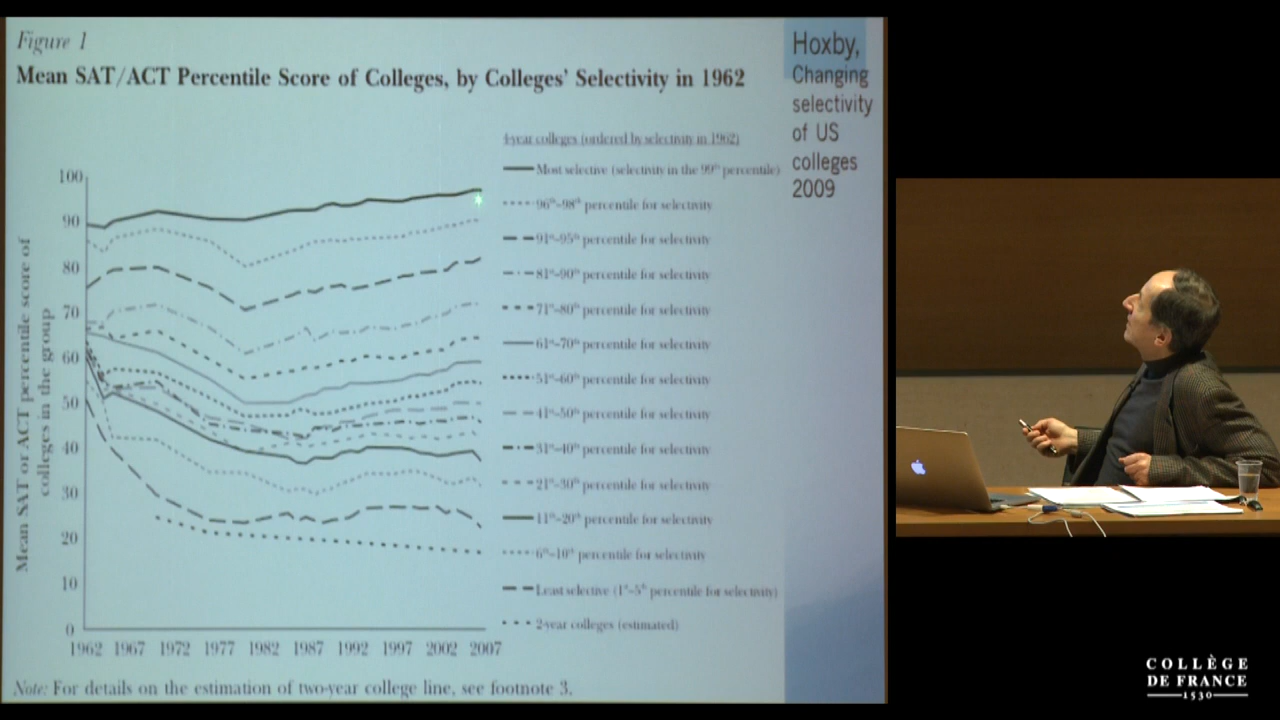 Figure 1
Mean SAT/ACT Percentile Score of Colleges, by Colleges' Selectivity in 1962
Hoxby,
Changing
selectivity
of US
colleges
2009
4-year colleges (ordered by selectivity in 1962)
Most selective (selectivity in the 99th percentile)
96th–98th percentile for selectivity
91st–95th percentile for selectivity
81st–90th percentile for selectivity
71st–80th percentile for selectivity
61st–70th percentile for selectivity
51st–60th percentile for selectivity
41st–50th percentile for selectivity
31st–40th percentile for selectivity
21st–30th percentile for selectivity
11th–20th percentile for selectivity
6th–10th percentile for selectivity
Least selective (1st–5th percentile for selectivity)
2-year colleges (estimated)
Mean SAT or ACT percentile score of
colleges in the group
100
90
80
70
60
50
40
30
20
10
0
1962 1967 1972 1977 1982 1987 1992 1997 2002 2007
Note: For details on the estimation of two-year college line, see footnote 3.
COLLÈGE
DE FRANCE
1530